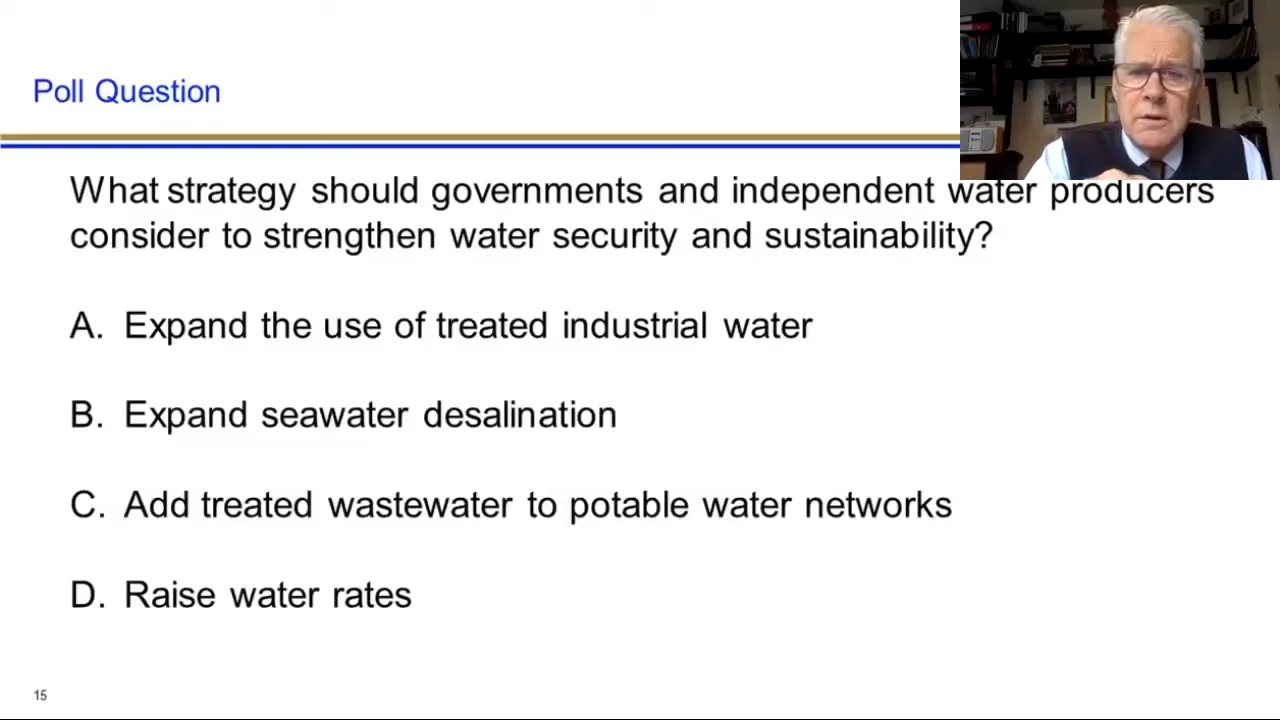 Poll Question
What strategy should governments and independent water producers
consider to strengthen water security and sustainability?
A. Expand the use of treated industrial water
B. Expand seawater desalination
C. Add treated wastewater to potable water networks
D. Raise water rates
15